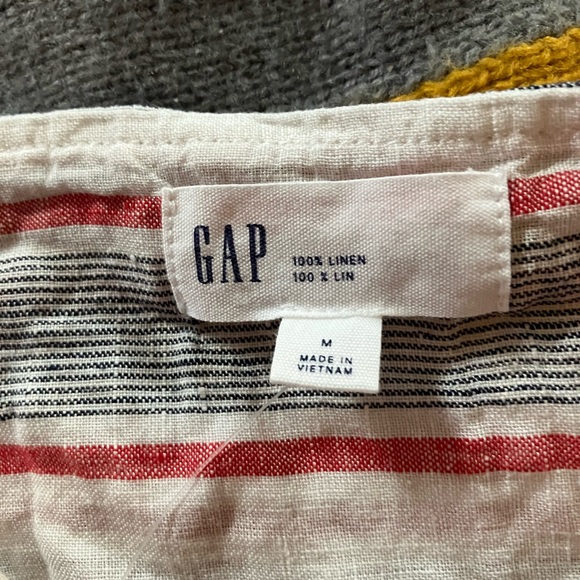 GAP
100% LINEN
100 % LIN
M
MADE IN
VIETNAM